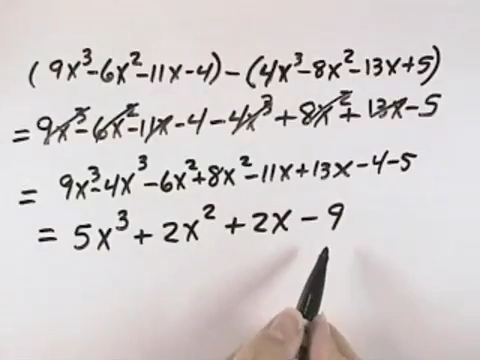 (9x³-6x²-11x-4)-(4x³-8x²-13x+5)
=9x³-6x²-11x-4-4x³+8x²+13x-5
=9x³-4x³-6x²+8x²-11x+13x-4-5
=5x³+2x²+2x-9